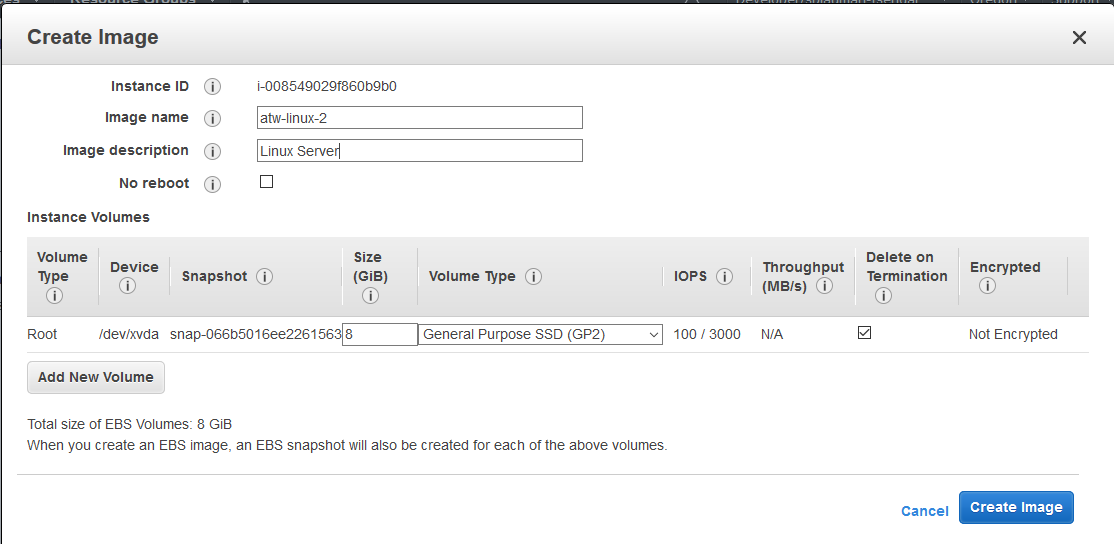 Resource Groups
Create Image
Instance ID i-008549029f860b9b0
Image name atw-linux-2
Image description Linux Server
No reboot
Instance Volumes
Volume Type Device Snapshot Size (GiB) Volume Type IOPS Throughput (MB/s) Delete on Termination Encrypted
Root /dev/xvda snap-066b5016ee2261563 8 General Purpose SSD (GP2) 100 / 3000 N/A Not Encrypted
Add New Volume
Total size of EBS Volumes: 8 GiB
When you create an EBS image, an EBS snapshot will also be created for each of the above volumes.
Cancel Create Image